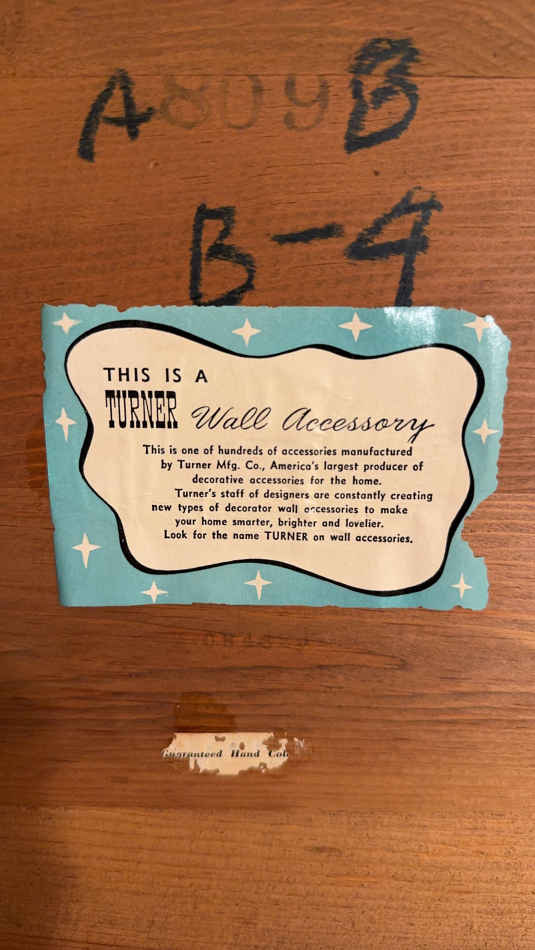 A809B
B-4
THIS IS A
TURNER Wall Accessory
This is one of hundreds of accessories manufactured
by Turner Mfg. Co., America's largest producer of
decorative accessories for the home.
Turner's staff of designers are constantly creating
new types of decorator wall accessories to make
your home smarter, brighter and lovelier.
Look for the name TURNER on wall accessories.
Guaranteed Hand Col